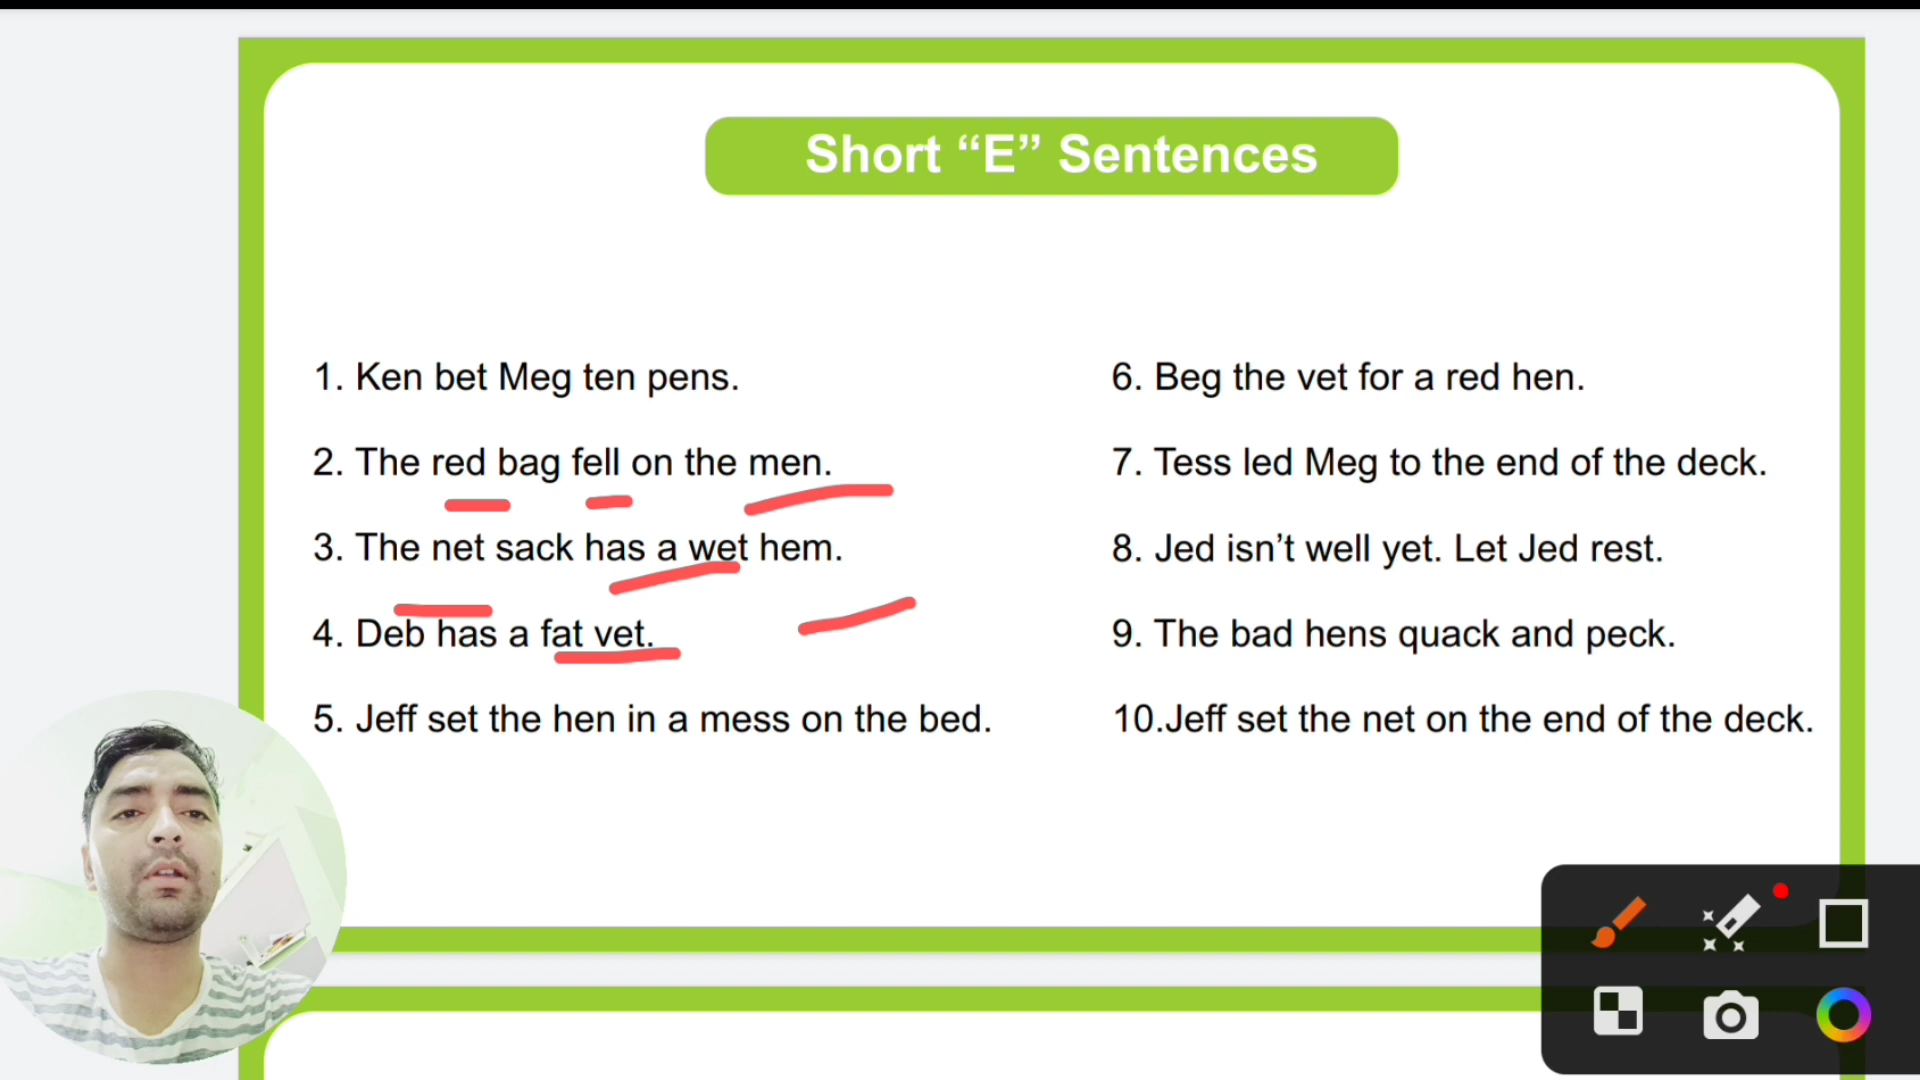 Short “E” Sentences
1. Ken bet Meg ten pens.
2. The red bag fell on the men.
3. The net sack has a wet hem.
4. Deb has a fat vet.
5. Jeff set the hen in a mess on the bed.
6. Beg the vet for a red hen.
7. Tess led Meg to the end of the deck.
8. Jed isn’t well yet. Let Jed rest.
9. The bad hens quack and peck.
10.Jeff set the net on the end of the deck.